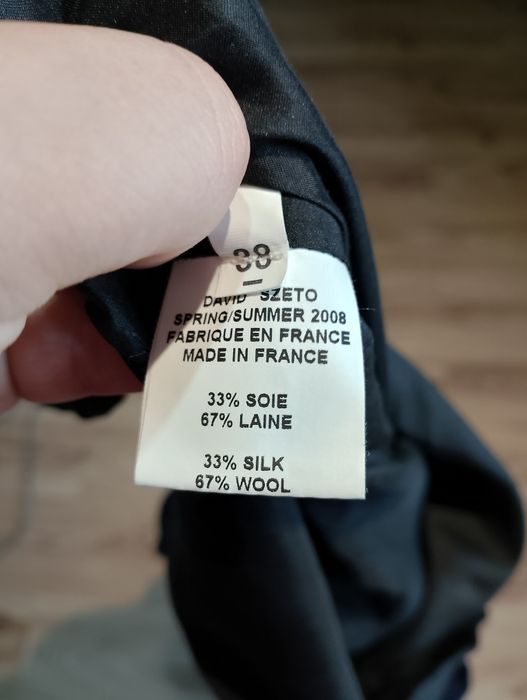 38
DAVID SZETO
SPRING/SUMMER 2008
FABRIQUE EN FRANCE
MADE IN FRANCE
33% SOIE
67% LAINE
33% SILK
67% WOOL